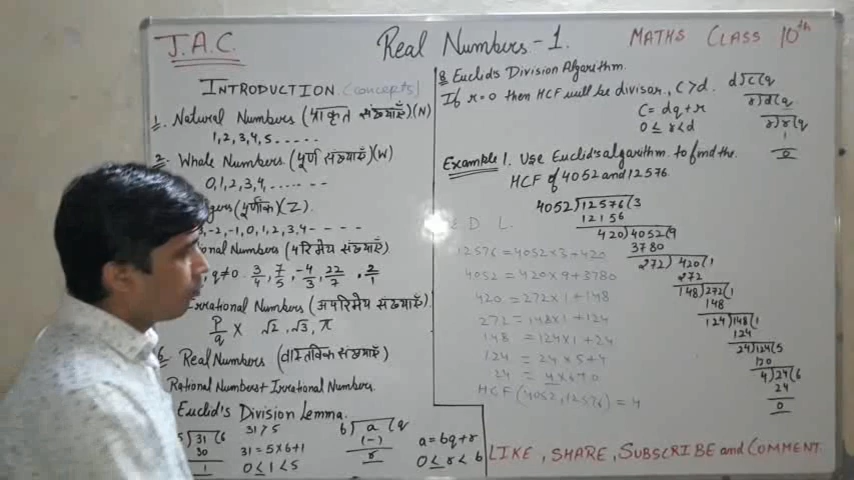 J.A.C.
Real Numbers-1.
MATHS CLASS 10th
INTRODUCTION (concepts)
1. Natural Numbers (प्राकृत संख्याएँ)(N)
1,2,3,4,5.....
2. Whole Numbers (पूर्ण संख्याएँ)(W)
0,1,2,3,4,.......
gers (पूर्णांक)(Z).
-2,-1,0,1,2,3,4- - - -
onal Numbers (परिमेय संख्याएँ)
q≠0. 3/4, 7/5, -4/3, 22/7, 2/1
Irrational Numbers (अपरिमेय संख्याएँ).
p/q X √2, √3, π
6. Real Numbers (वास्तविक संख्याएँ)
Rational Numbers+Irrational Numbers.
Euclid's Division Lemma.
5)31(6
30
1
31>5
31=5×6+1
0≤1<5
b)a(q
(-)
r
a=bq+r
0≤r<b
8 Euclid's Division Algorithm.
If r=0 then HCF will be divisor, C>d.
C=dq+r
0≤r<d
d)C(q
r)d(q
r)r(q
1
0
Example 1. Use Euclid's algorithm to find the.
HCF of 4052 and 12576.
4052)12576(3
12156
420)4052(9
3780
272)420(1
272
148)272(1
148
124)148(1
124
24)124(5
120
4)24(6
24
0
E D L.
12576=4052×3+420
4052=420×9+3780
420=272×1+148
272=148×1+124
148=124×1+24
124=24×5+4
24=4×6+0
HCF(4052,12576)=4
LIKE, SHARE, SUBSCRIBE and COMMENT.